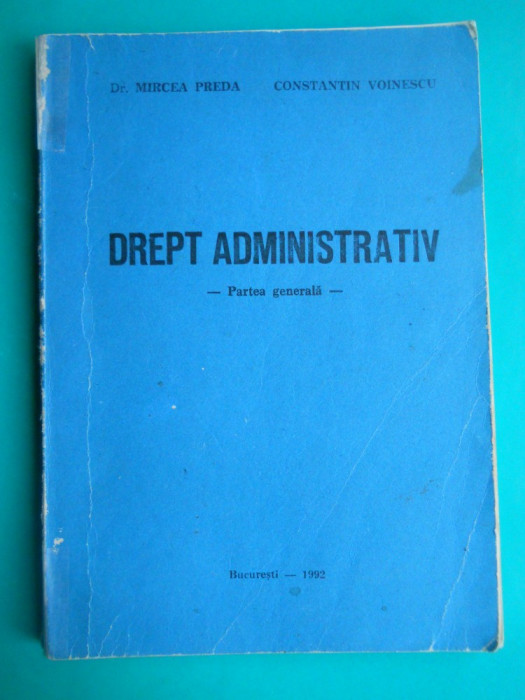 Dr. MIRCEA PREDA CONSTANTIN VOINESCU
DREPT ADMINISTRATIV
— Partea generală —
București — 1992